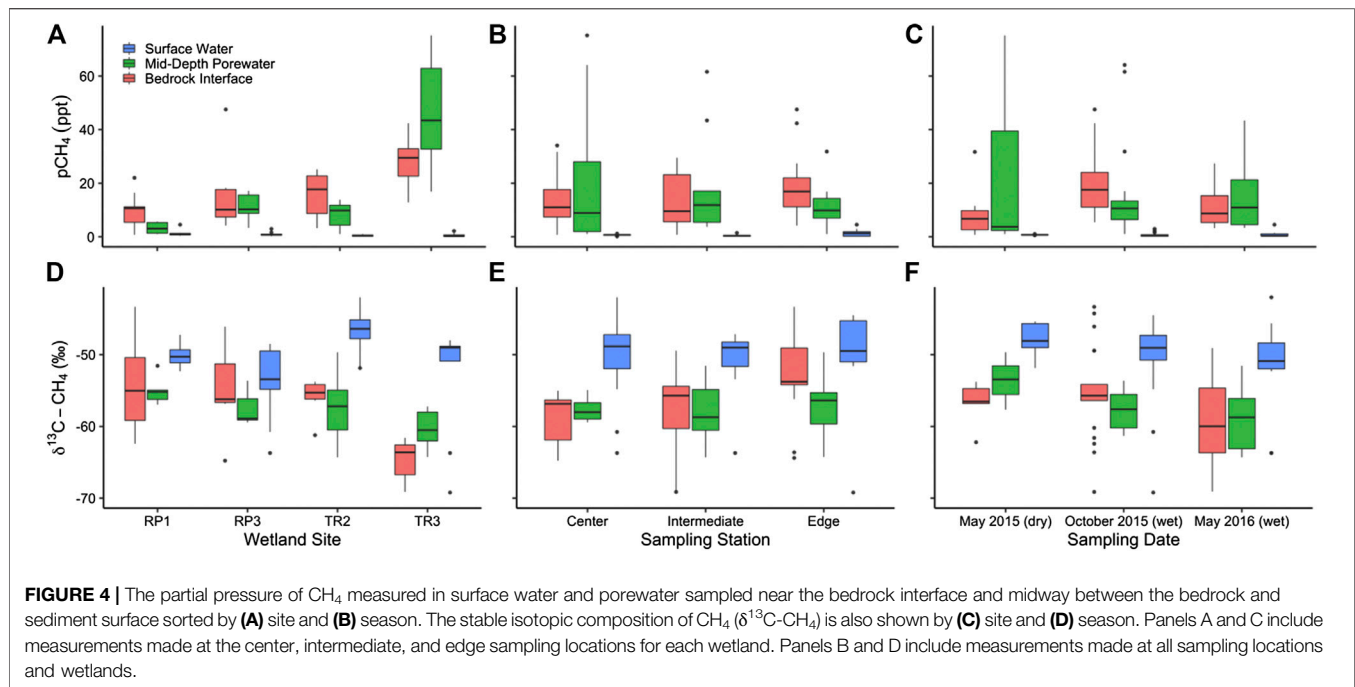 A
B
C
Surface Water
Mid-Depth Porewater
Bedrock Interface
pCH₄ (ppt)
60
40
20
0
D
E
F
δ¹³C – CH₄ (‰)
-50
-60
-70
RP1 RP3 TR2 TR3
Wetland Site
Center Intermediate Edge
Sampling Station
May 2015 (dry) October 2015 (wet) May 2016 (wet)
Sampling Date
FIGURE 4 | The partial pressure of CH₄ measured in surface water and porewater sampled near the bedrock interface and midway between the bedrock and
sediment surface sorted by (A) site and (B) season. The stable isotopic composition of CH₄ (δ¹³C-CH₄) is also shown by (C) site and (D) season. Panels A and C include
measurements made at the center, intermediate, and edge sampling locations for each wetland. Panels B and D include measurements made at all sampling locations
and wetlands.